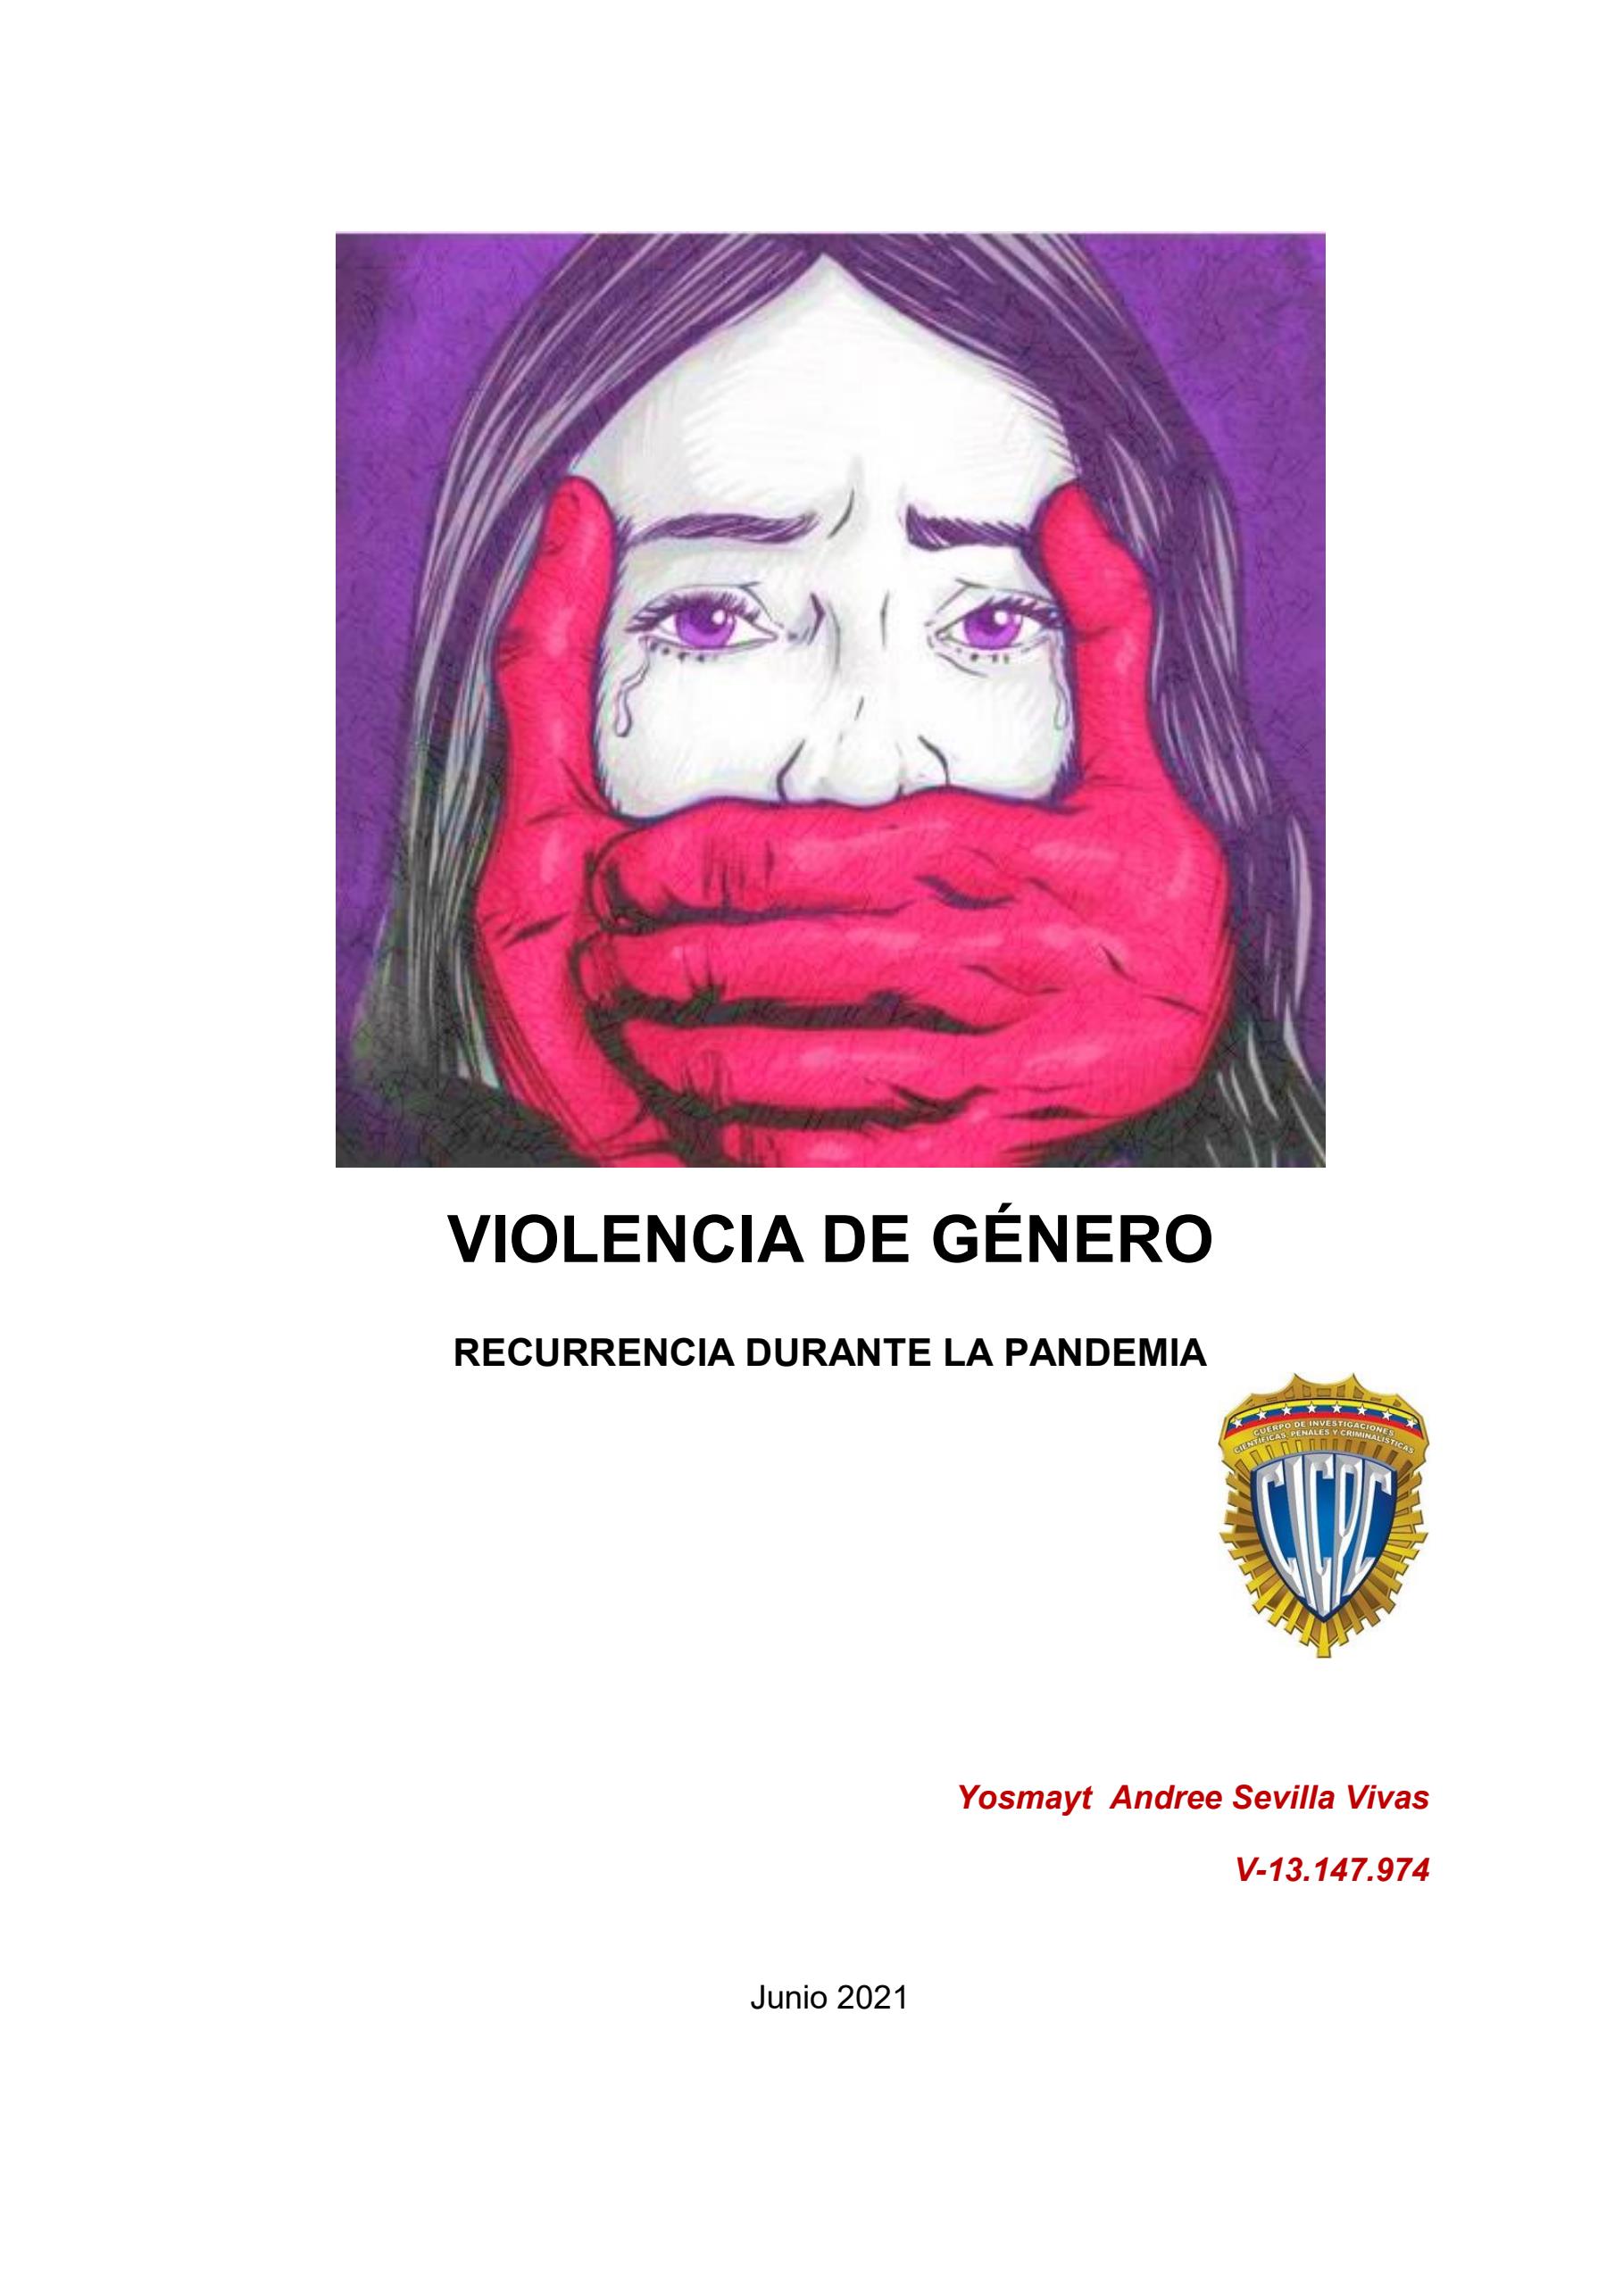 VIOLENCIA DE GÉNERO
RECURRENCIA DURANTE LA PANDEMIA
CUERPO DE INVESTIGACIONES
CIENTÍFICAS, PENALES Y CRIMINALÍSTICAS
CICPC
Yosmayt Andree Sevilla Vivas
V-13.147.974
Junio 2021